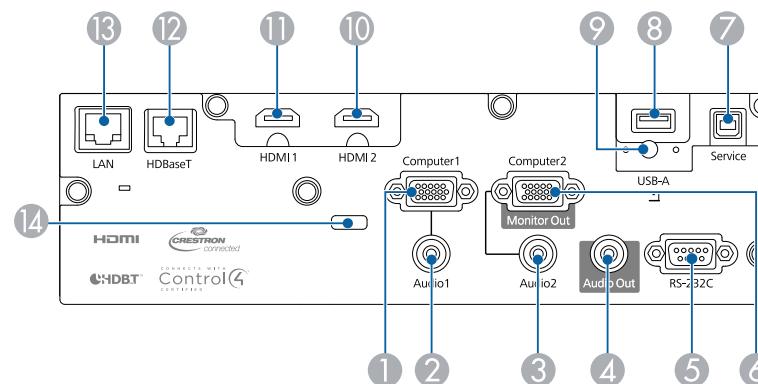 13 12 11 10 9 8 7
LAN
HDBaseT
HDMI 1
HDMI 2
Computer1
Computer2
USB-A
Service
Monitor Out
14
HDMI
CRESTRON
connected
HDBT
CONNECTS WITH
Control4
CERTIFIED
Audio1
Audio2
Audio Out
RS-232C
1 2 3 4 5 6